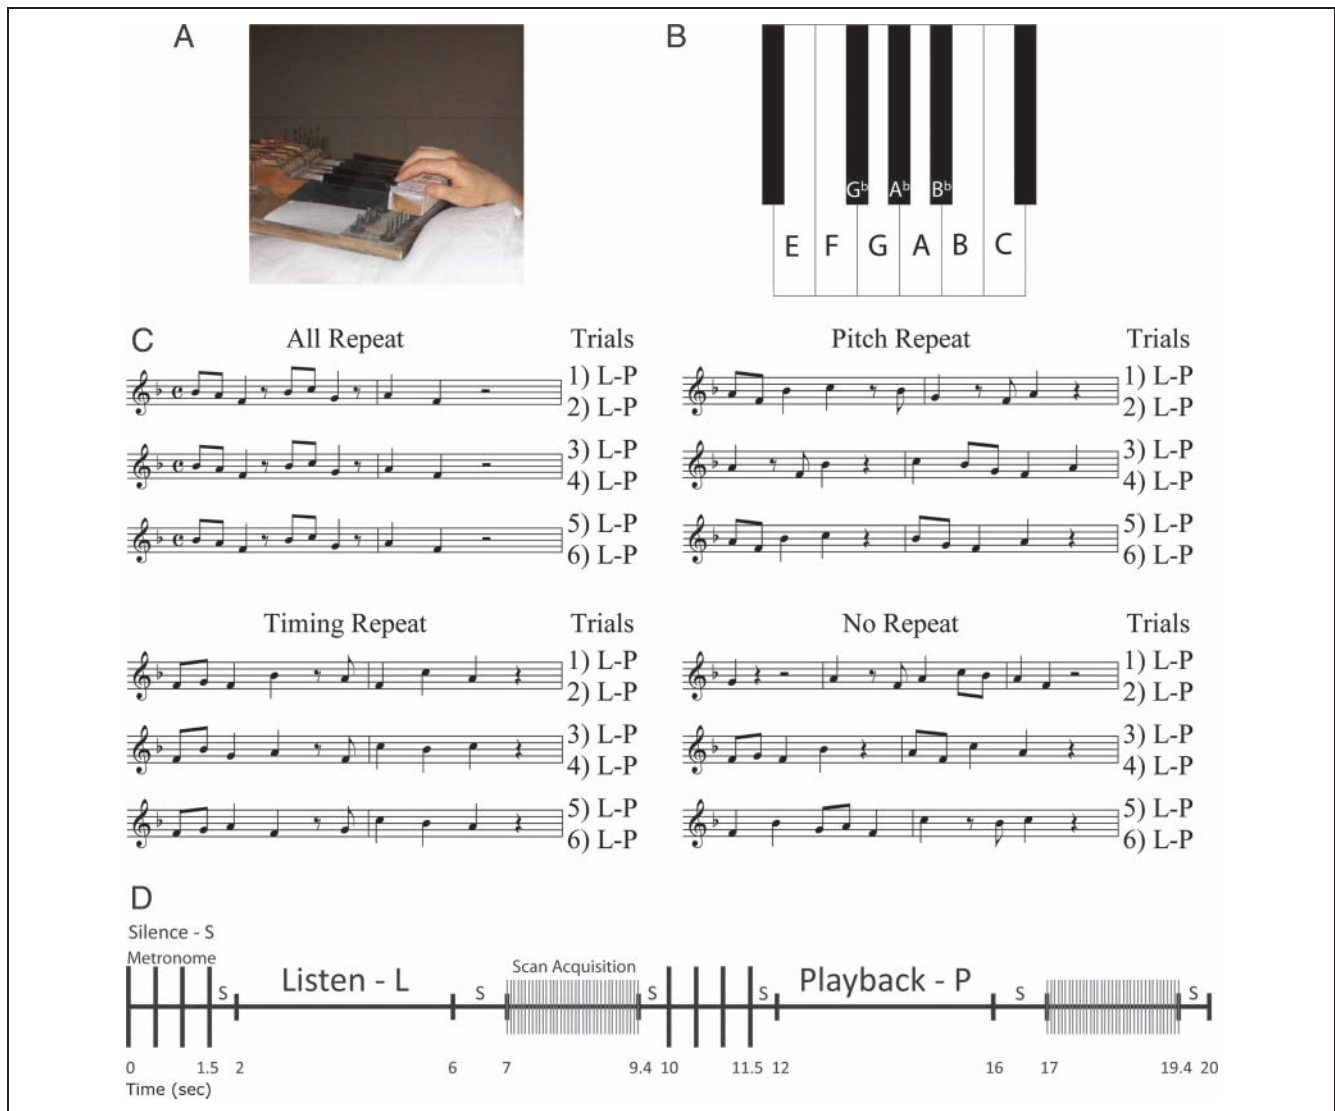 A
B
G♭ A♭ B♭
E F G A B C
C
All Repeat Trials
1) L-P
2) L-P
3) L-P
4) L-P
5) L-P
6) L-P
Pitch Repeat Trials
1) L-P
2) L-P
3) L-P
4) L-P
5) L-P
6) L-P
Timing Repeat Trials
1) L-P
2) L-P
3) L-P
4) L-P
5) L-P
6) L-P
No Repeat Trials
1) L-P
2) L-P
3) L-P
4) L-P
5) L-P
6) L-P
D
Silence - S
Metronome
S Listen - L S Scan Acquisition S S Playback - P S S
0 1.5 2 6 7 9.4 10 11.5 12 16 17 19.4 20
Time (sec)